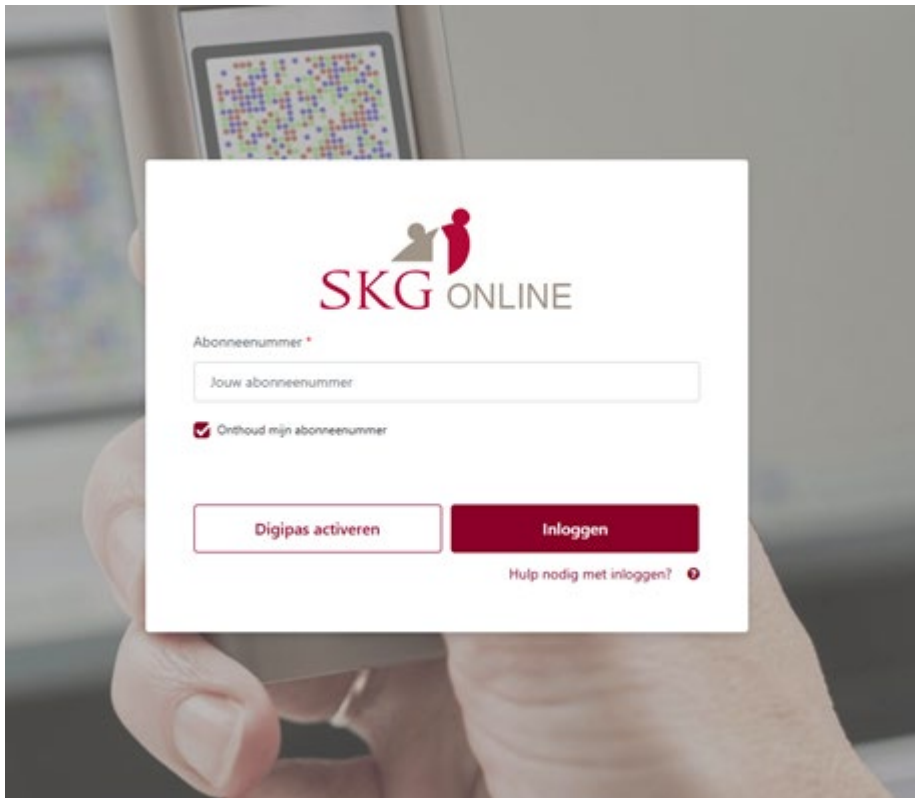 SKG ONLINE
Abonneenummer *
Jouw abonneenummer
Onthoud mijn abonneenummer
Digipas activeren
Inloggen
Hulp nodig met inloggen? ?